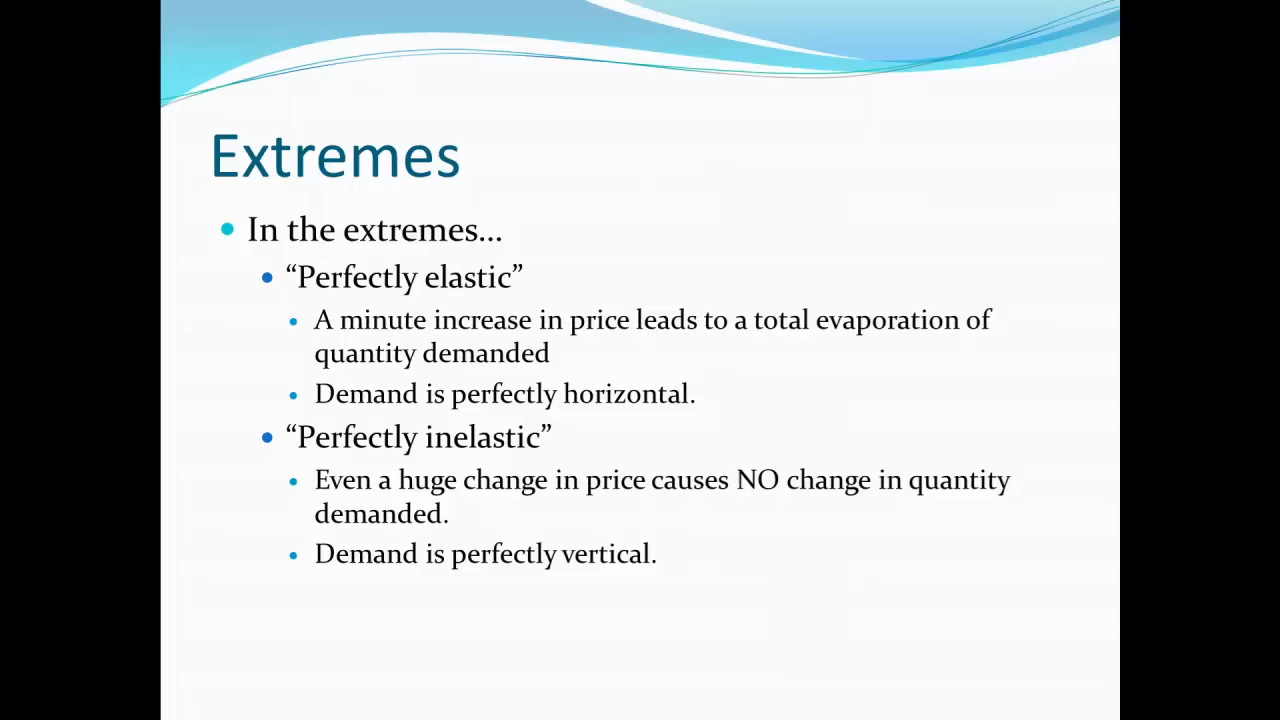 Extremes
• In the extremes…
• “Perfectly elastic”
• A minute increase in price leads to a total evaporation of
quantity demanded
• Demand is perfectly horizontal.
• “Perfectly inelastic”
• Even a huge change in price causes NO change in quantity
demanded.
• Demand is perfectly vertical.